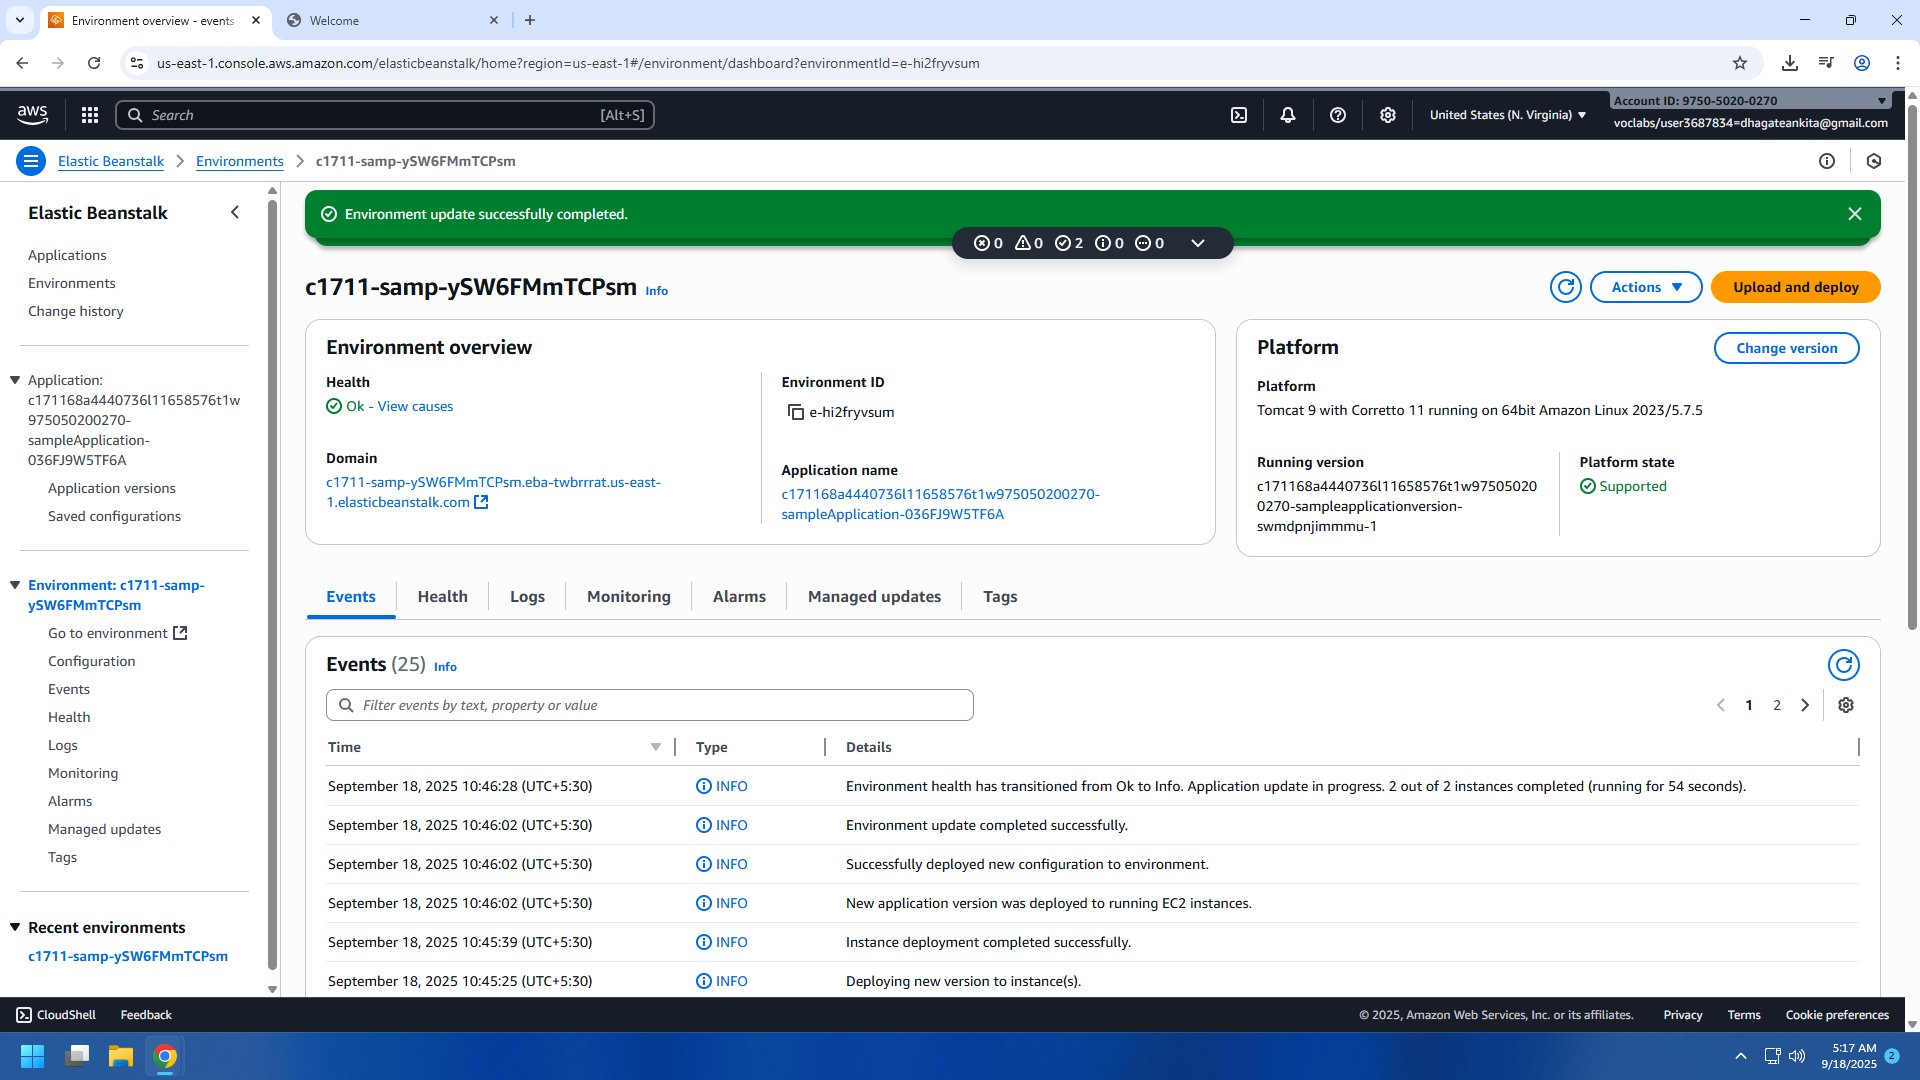 Environment overview - events
Welcome
us-east-1.console.aws.amazon.com/elasticbeanstalk/home?region=us-east-1#/environment/dashboard?environmentId=e-hi2fryvsum
aws
Search
[Alt+S]
United States (N. Virginia)
Account ID: 9750-5020-0270
voclabs/user3687834=dhagateankita@gmail.com
Elastic Beanstalk
Environments
c1711-samp-ySW6FMmTCPsm
Elastic Beanstalk
Applications
Environments
Change history
Application:
c171168a4440736l11658576t1w
975050200270-
sampleApplication-
036FJ9W5TF6A
Application versions
Saved configurations
Environment: c1711-samp-
ySW6FMmTCPsm
Go to environment
Configuration
Events
Health
Logs
Monitoring
Alarms
Managed updates
Tags
Recent environments
c1711-samp-ySW6FMmTCPsm
Environment update successfully completed.
0 0 2 0 0
c1711-samp-ySW6FMmTCPsm Info
Actions
Upload and deploy
Environment overview
Health
Ok - View causes
Domain
c1711-samp-ySW6FMmTCPsm.eba-twbrrrat.us-east-
1.elasticbeanstalk.com
Environment ID
e-hi2fryvsum
Application name
c171168a4440736l11658576t1w975050200270-
sampleApplication-036FJ9W5TF6A
Platform
Change version
Platform
Tomcat 9 with Corretto 11 running on 64bit Amazon Linux 2023/5.7.5
Running version
c171168a4440736l11658576t1w97505020
0270-sampleapplicationversion-
swmdpnjimmmu-1
Platform state
Supported
Events
Health
Logs
Monitoring
Alarms
Managed updates
Tags
Events (25) Info
Filter events by text, property or value
1 2
Time Type Details
September 18, 2025 10:46:28 (UTC+5:30) INFO Environment health has transitioned from Ok to Info. Application update in progress. 2 out of 2 instances completed (running for 54 seconds).
September 18, 2025 10:46:02 (UTC+5:30) INFO Environment update completed successfully.
September 18, 2025 10:46:02 (UTC+5:30) INFO Successfully deployed new configuration to environment.
September 18, 2025 10:46:02 (UTC+5:30) INFO New application version was deployed to running EC2 instances.
September 18, 2025 10:45:39 (UTC+5:30) INFO Instance deployment completed successfully.
September 18, 2025 10:45:25 (UTC+5:30) INFO Deploying new version to instance(s).
CloudShell
Feedback
© 2025, Amazon Web Services, Inc. or its affiliates.
Privacy
Terms
Cookie preferences
5:17 AM
9/18/2025
2